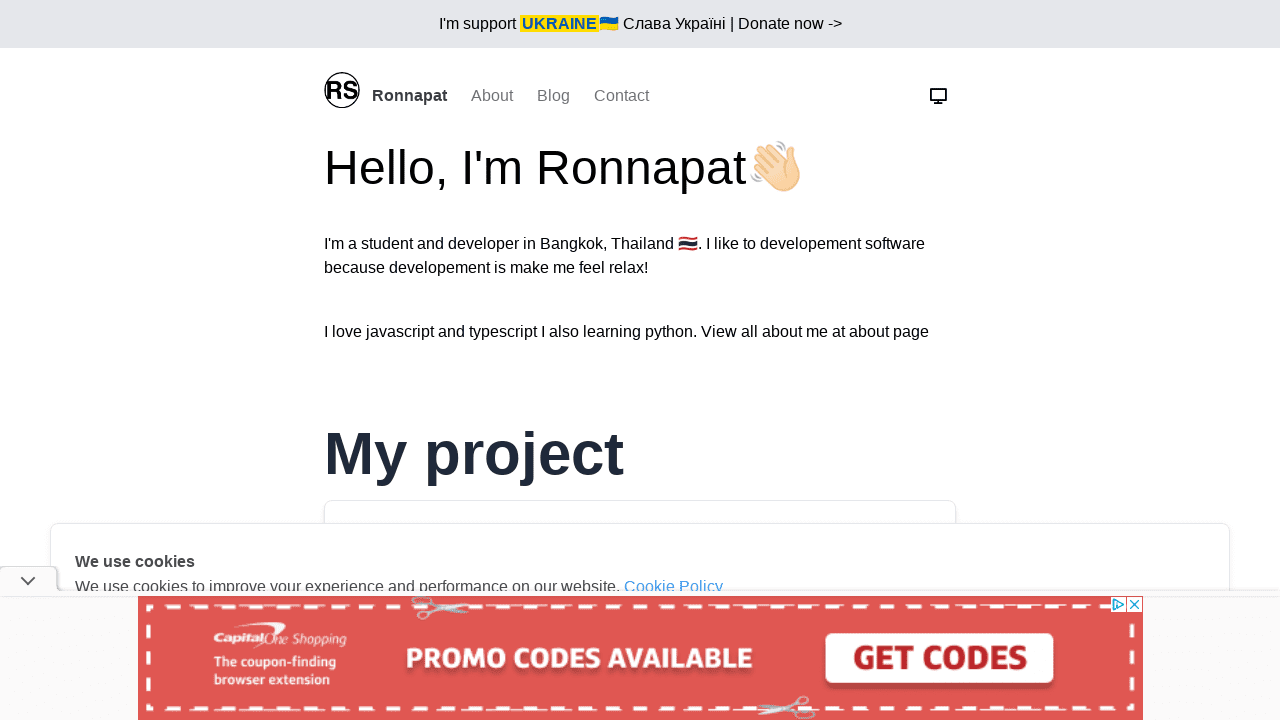 I'm support UKRAINE🇺🇦 Слава Україні | Donate now ->
RS Ronnapat About Blog Contact
Hello, I'm Ronnapat👋🏻
I'm a student and developer in Bangkok, Thailand 🇹🇭. I like to developement software
because developement is make me feel relax!
I love javascript and typescript I also learning python. View all about me at about page
My project
We use cookies
We use cookies to improve your experience and performance on our website. Cookie Policy
Capital One Shopping
The coupon-finding
browser extension
PROMO CODES AVAILABLE
GET CODES